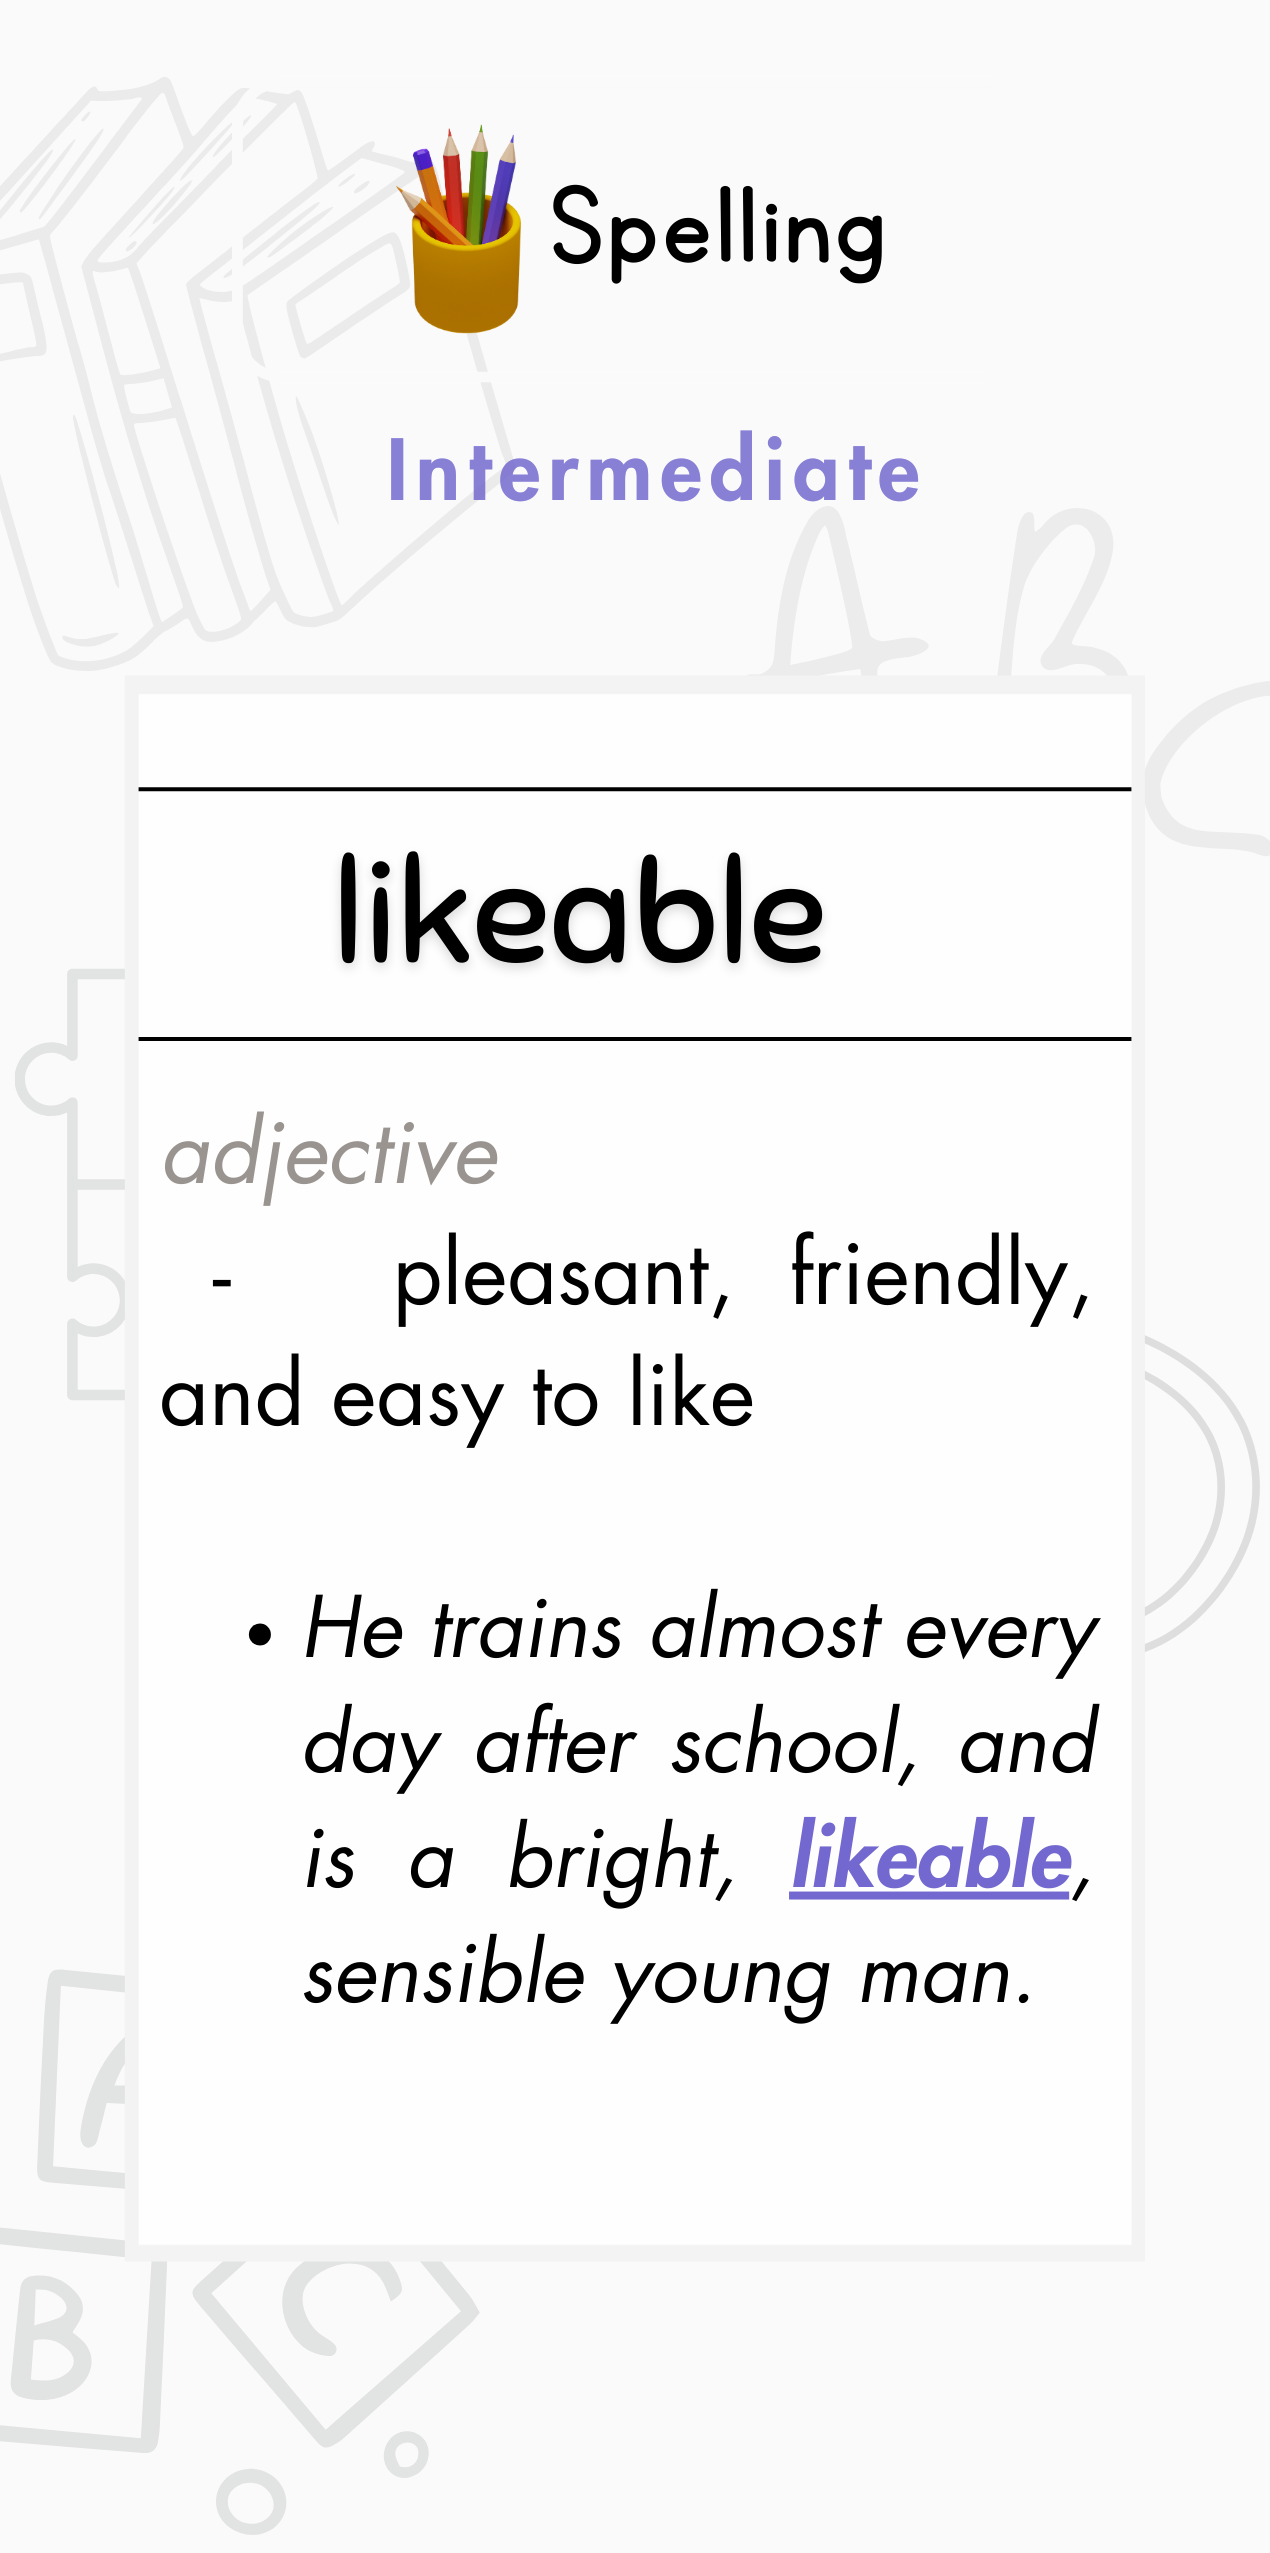 Spelling
Intermediate
A B
likeable
adjective
- pleasant, friendly,
and easy to like
• He trains almost every
day after school, and
is a bright, likeable,
sensible young man.
A
B C